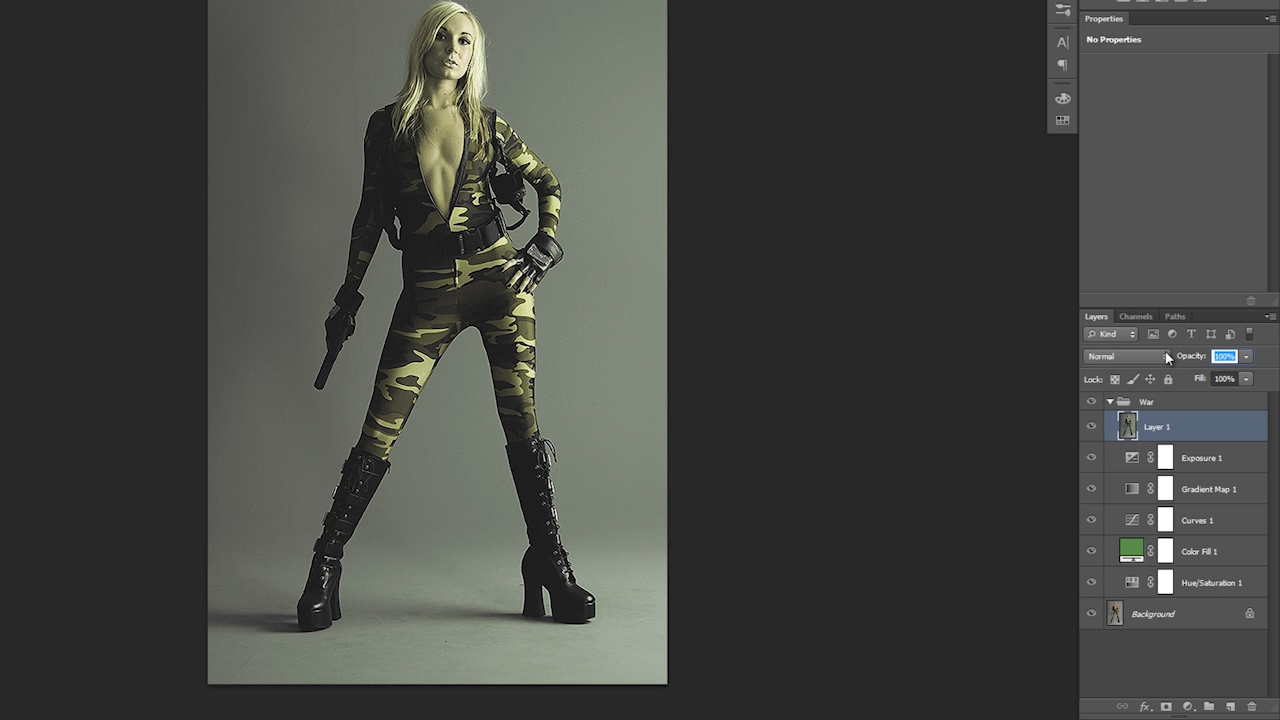 Properties
No Properties
A|
Layers Channels Paths
Kind
T
Normal Opacity: 100%
Lock: Fill: 100%
War
Layer 1
Exposure 1
Gradient Map 1
Curves 1
Color Fill 1
Hue/Saturation 1
Background
fx